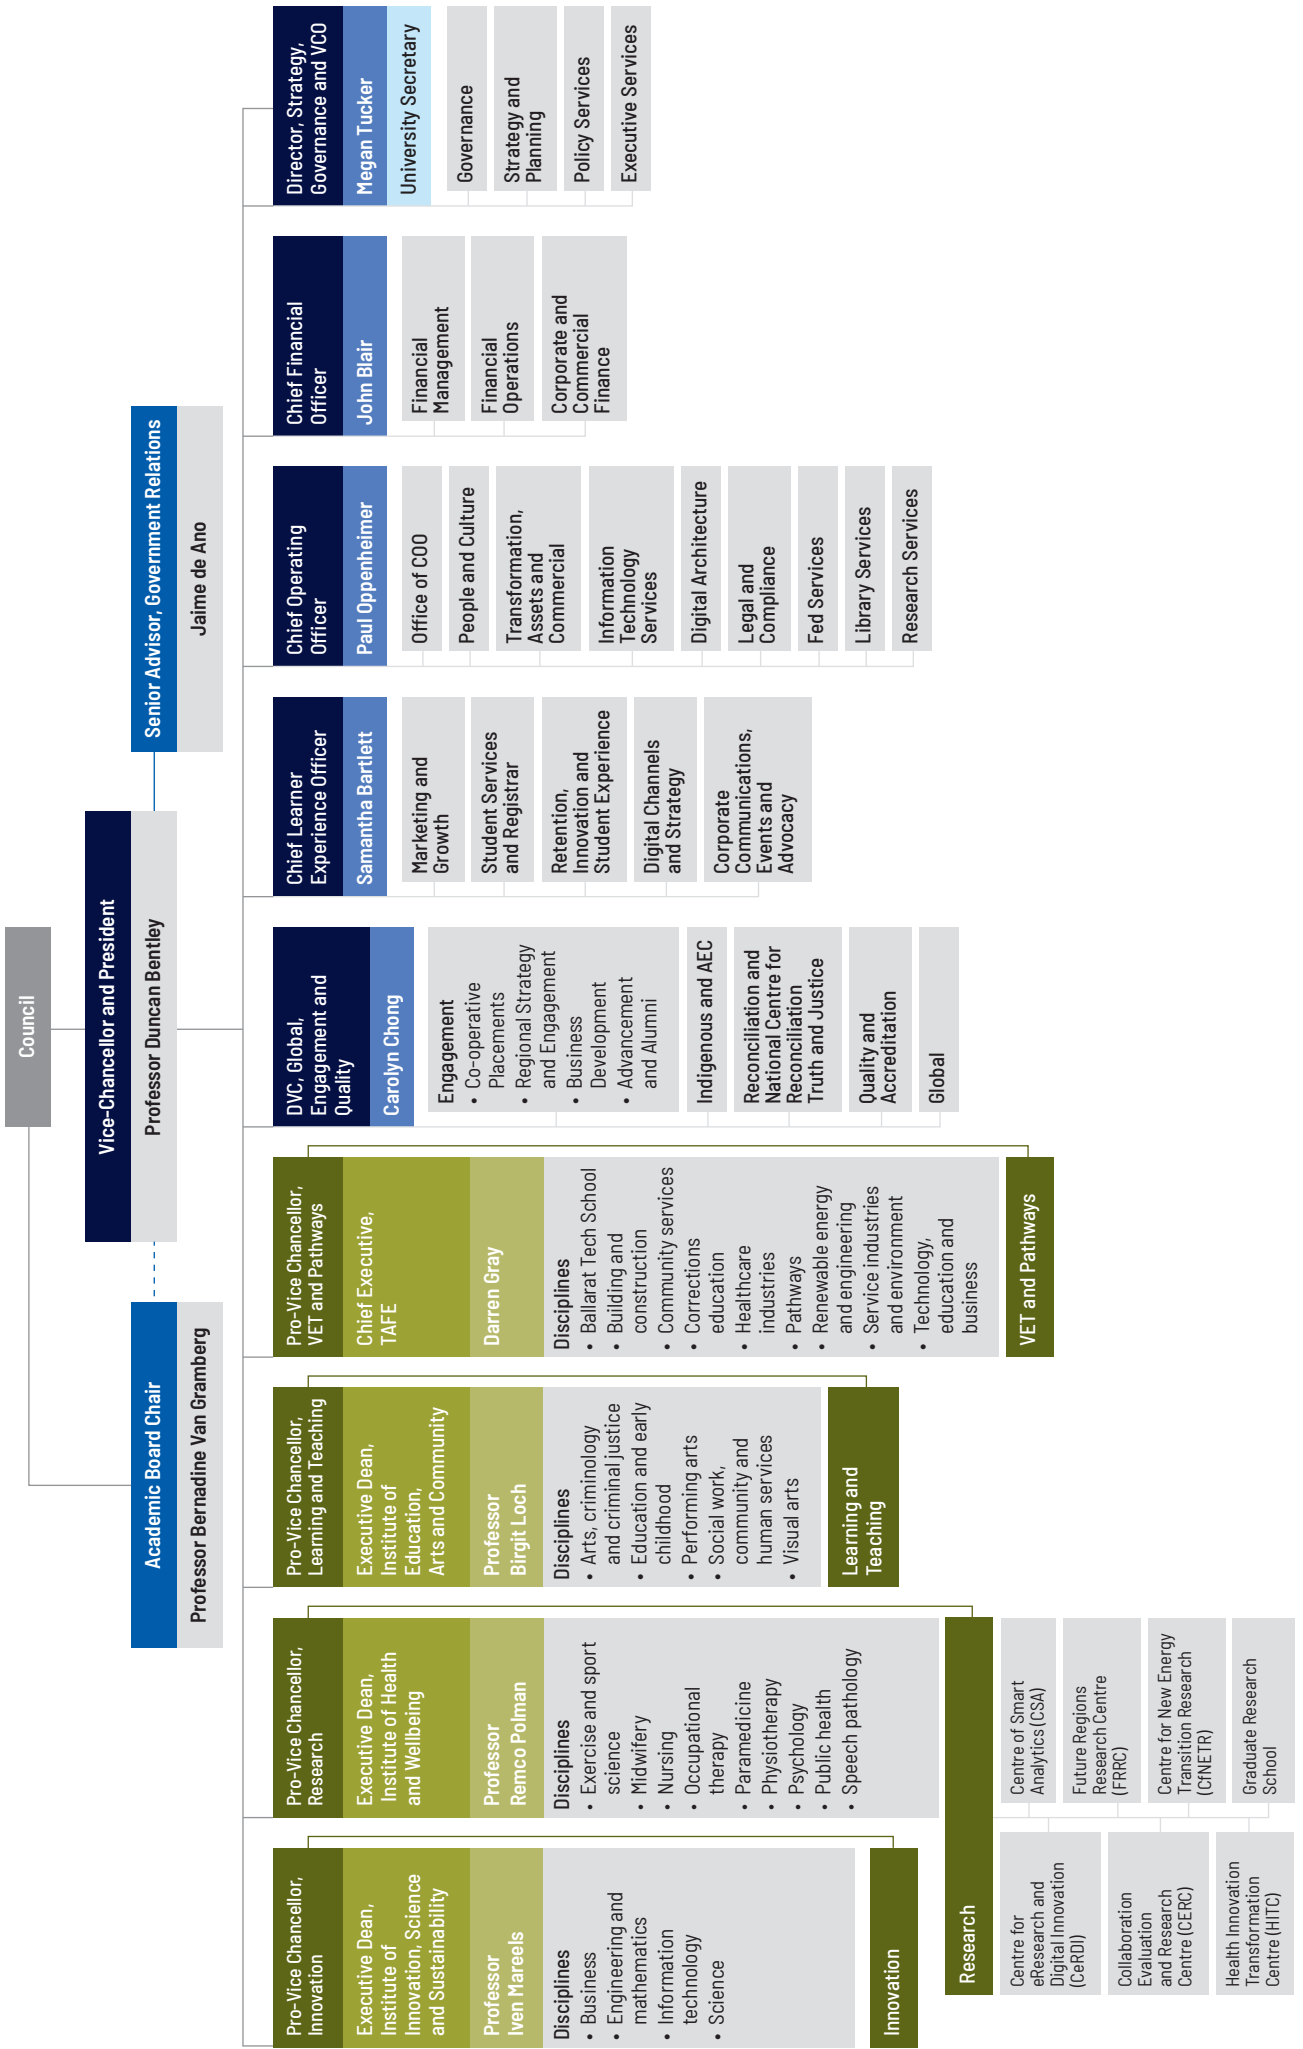 Council
Vice-Chancellor and President
Professor Duncan Bentley
Academic Board Chair
Professor Bernadine Van Gramberg
Senior Advisor, Government Relations
Jaime de Ano
Pro-Vice Chancellor,
Innovation
Executive Dean,
Institute of
Innovation, Science
and Sustainability
Professor
Iven Mareels
Disciplines
• Business
• Engineering and
mathematics
• Information
technology
• Science
Innovation
Pro-Vice Chancellor,
Research
Executive Dean,
Institute of Health
and Wellbeing
Professor
Remco Polman
Disciplines
• Exercise and sport
science
• Midwifery
• Nursing
• Occupational
therapy
• Paramedicine
• Physiotherapy
• Psychology
• Public health
• Speech pathology
Research
Centre for
eResearch and
Digital Innovation
(CeRDI)
Collaboration
Evaluation
and Research
Centre (CERC)
Health Innovation
Transformation
Centre (HITC)
Centre of Smart
Analytics (CSA)
Future Regions
Research Centre
(FRRC)
Centre for New Energy
Transition Research
(CfNETR)
Graduate Research
School
Pro-Vice Chancellor,
Learning and Teaching
Executive Dean,
Institute of
Education,
Arts and Community
Professor
Birgit Loch
Disciplines
• Arts, criminology
and criminal justice
• Education and early
childhood
• Performing arts
• Social work,
community and
human services
• Visual arts
Learning and
Teaching
Pro-Vice Chancellor,
VET and Pathways
Chief Executive,
TAFE
Darren Gray
Disciplines
• Ballarat Tech School
• Building and
construction
• Community services
• Corrections
education
• Healthcare
industries
• Pathways
• Renewable energy
and engineering
• Service industries
and environment
• Technology,
education and
business
VET and Pathways
DVC, Global,
Engagement and
Quality
Carolyn Chong
Engagement
• Co-operative
Placements
• Regional Strategy
and Engagement
• Business
Development
• Advancement
and Alumni
Indigenous and AEC
Reconciliation and
National Centre for
Reconciliation
Truth and Justice
Quality and
Accreditation
Global
Chief Learner
Experience Officer
Samantha Bartlett
Marketing and
Growth
Student Services
and Registrar
Retention,
Innovation and
Student Experience
Digital Channels
and Strategy
Corporate
Communications,
Events and
Advocacy
Chief Operating
Officer
Paul Oppenheimer
Office of COO
People and Culture
Transformation,
Assets and
Commercial
Information
Technology
Services
Digital Architecture
Legal and
Compliance
Fed Services
Library Services
Research Services
Chief Financial
Officer
John Blair
Financial
Management
Financial
Operations
Corporate and
Commercial
Finance
Director, Strategy,
Governance and VCO
Megan Tucker
University Secretary
Governance
Strategy and
Planning
Policy Services
Executive Services